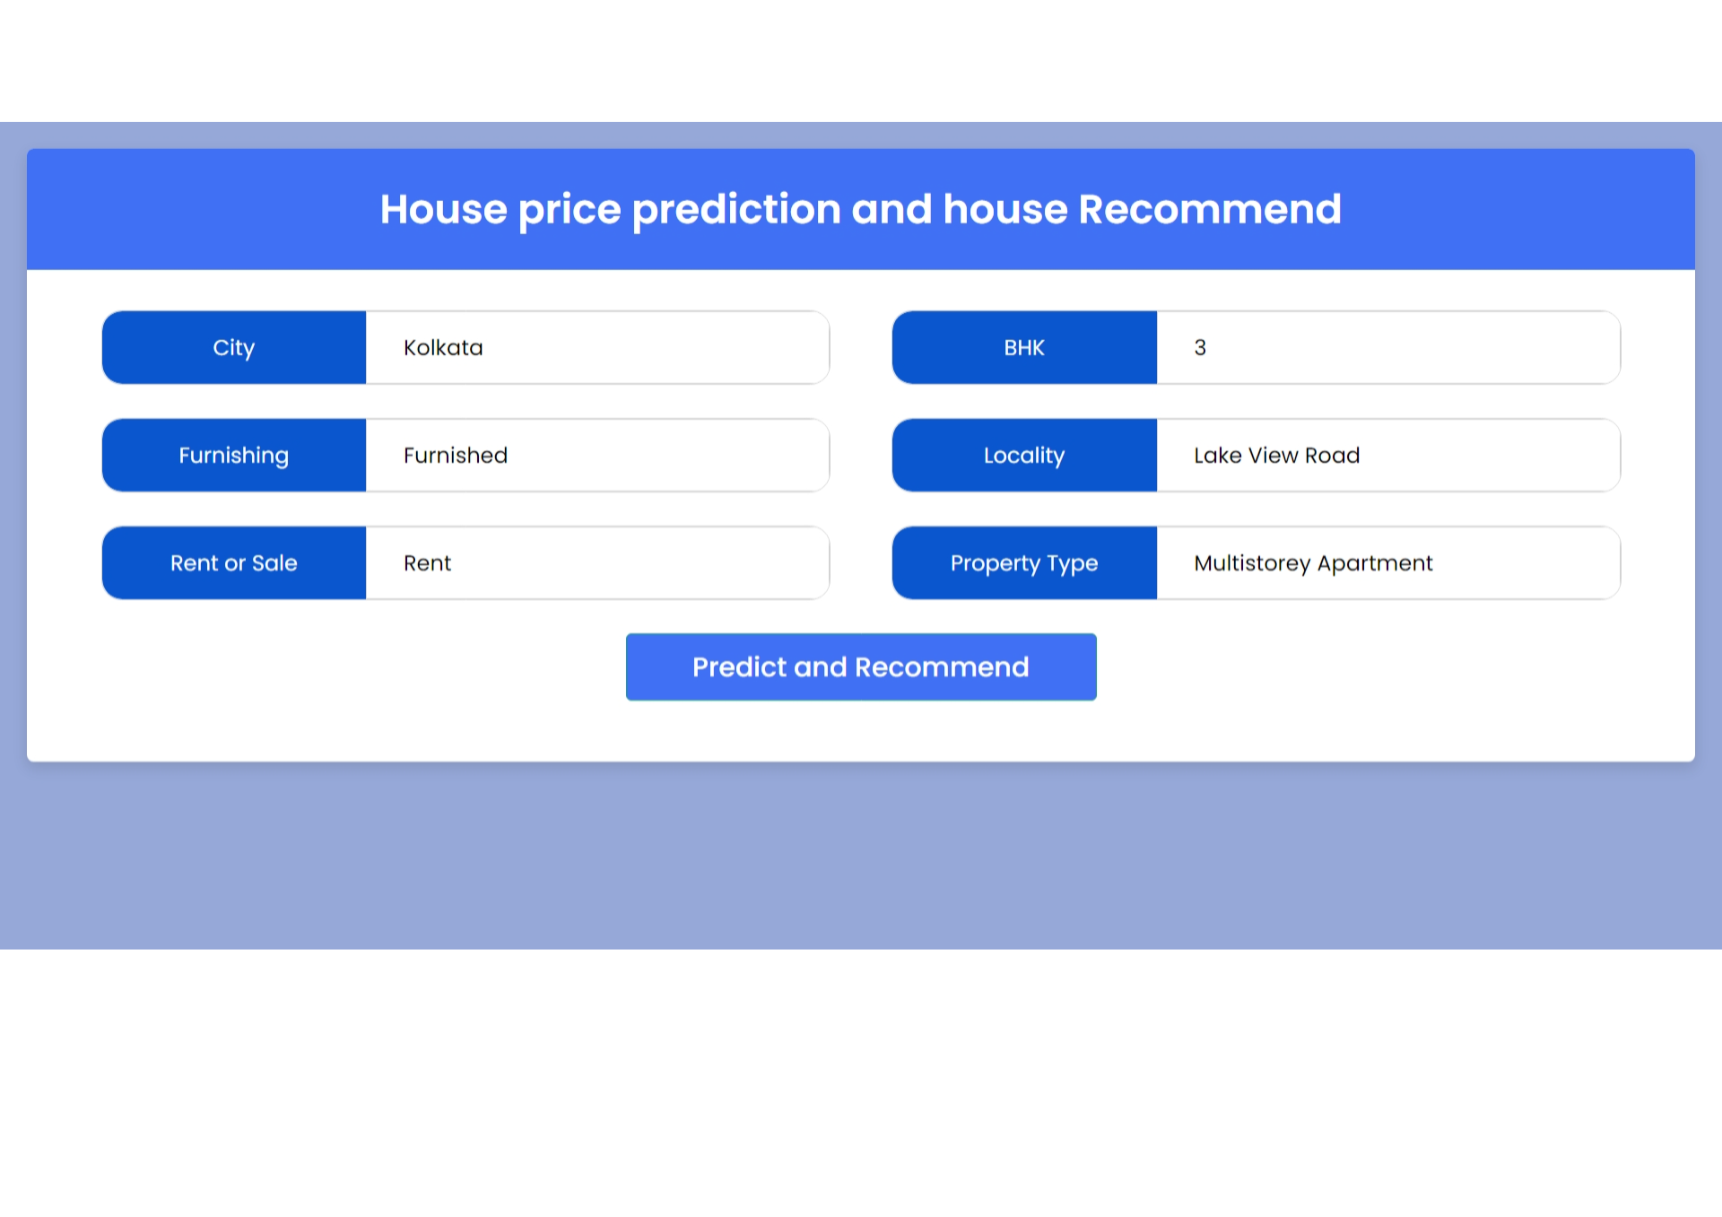 House price prediction and house Recommend
City Kolkata BHK 3
Furnishing Furnished Locality Lake View Road
Rent or Sale Rent Property Type Multistorey Apartment
Predict and Recommend